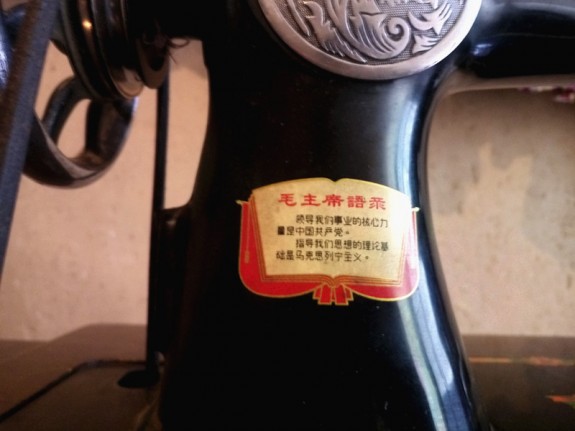 毛主席語录
领导我们事业的核心力
量是中国共产党。
指导我们思想的理论基
础是马克思列宁主义。